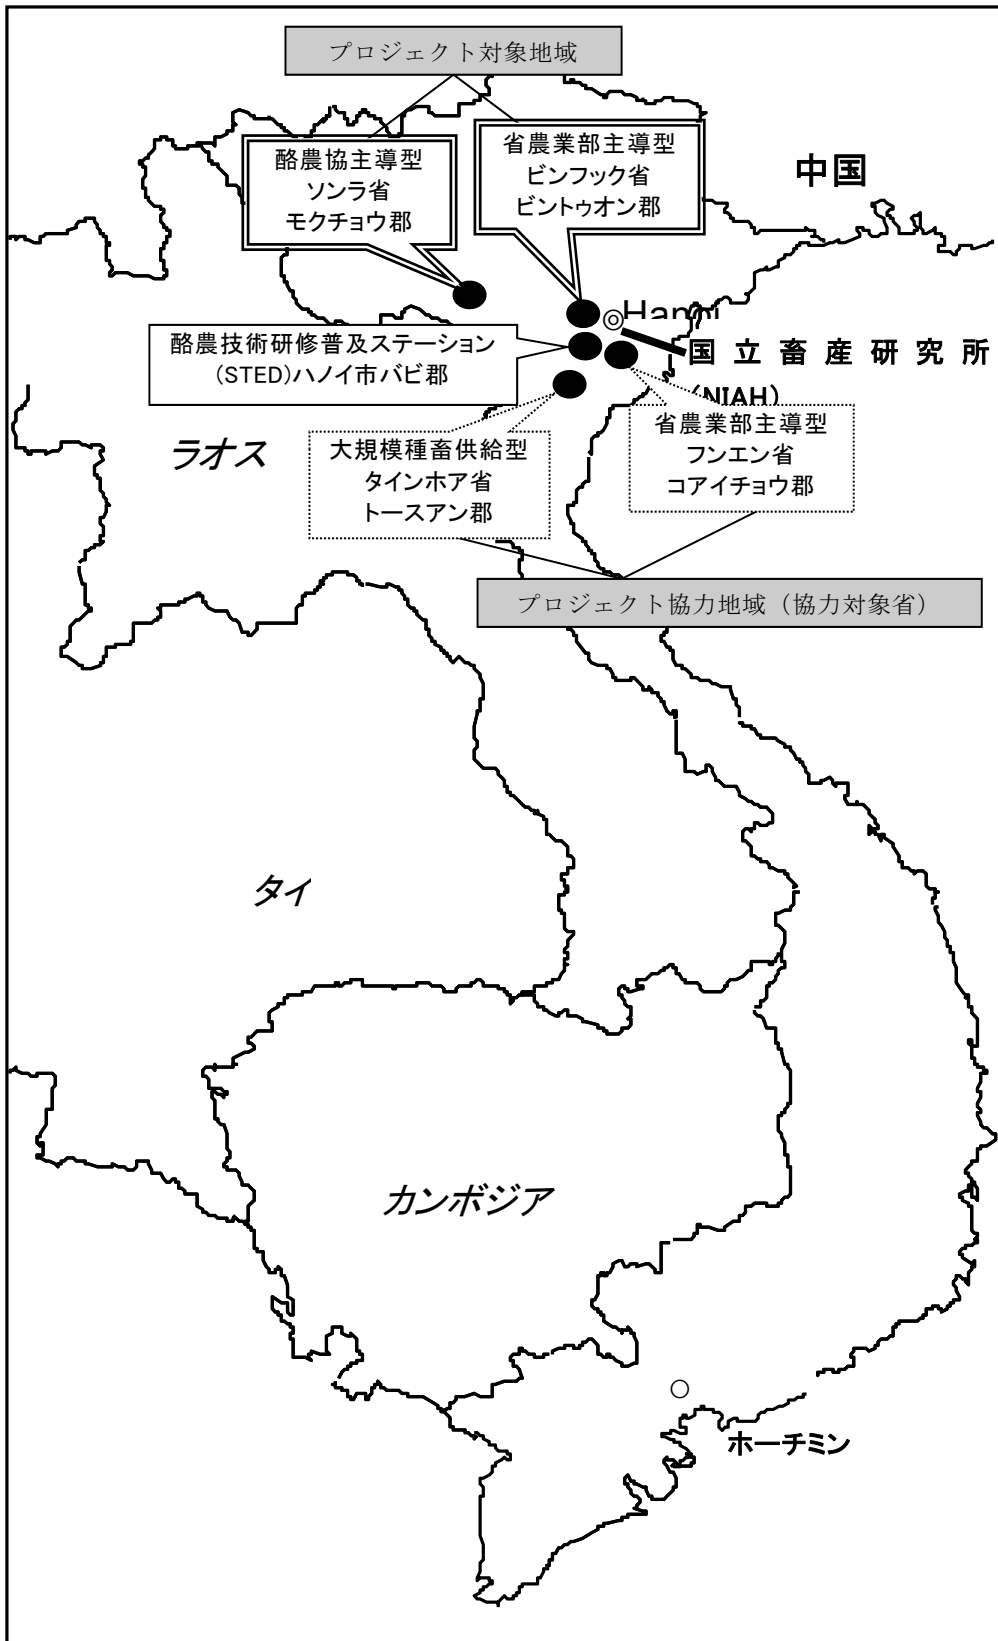 プロジェクト対象地域
酪農協主導型
ソンラ省
モクチョウ郡
省農業部主導型
ビンフック省
ビントゥオン郡
中国
Hanoi
酪農技術研修普及ステーション
(STED)ハノイ市バビ郡
国立畜産研究所
(NIAH)
ラオス
大規模種畜供給型
タインホア省
トースアン郡
省農業部主導型
フンエン省
コアイチョウ郡
プロジェクト協力地域（協力対象省）
タイ
カンボジア
ホーチミン